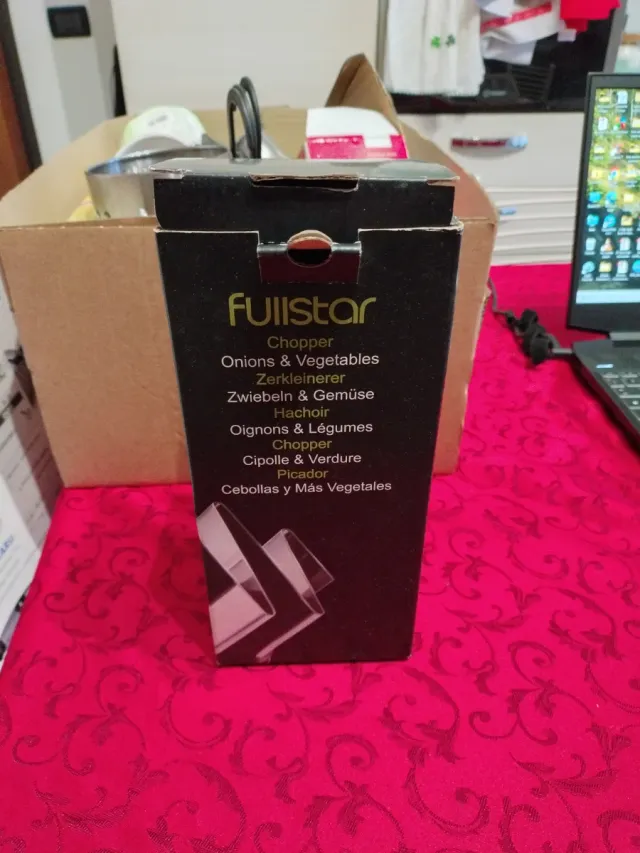 fullstar
Chopper
Onions & Vegetables
Zerkleinerer
Zwiebeln & Gemüse
Hachoir
Oignons & Légumes
Chopper
Cipolle & Verdure
Picador
Cebollas y Más Vegetales